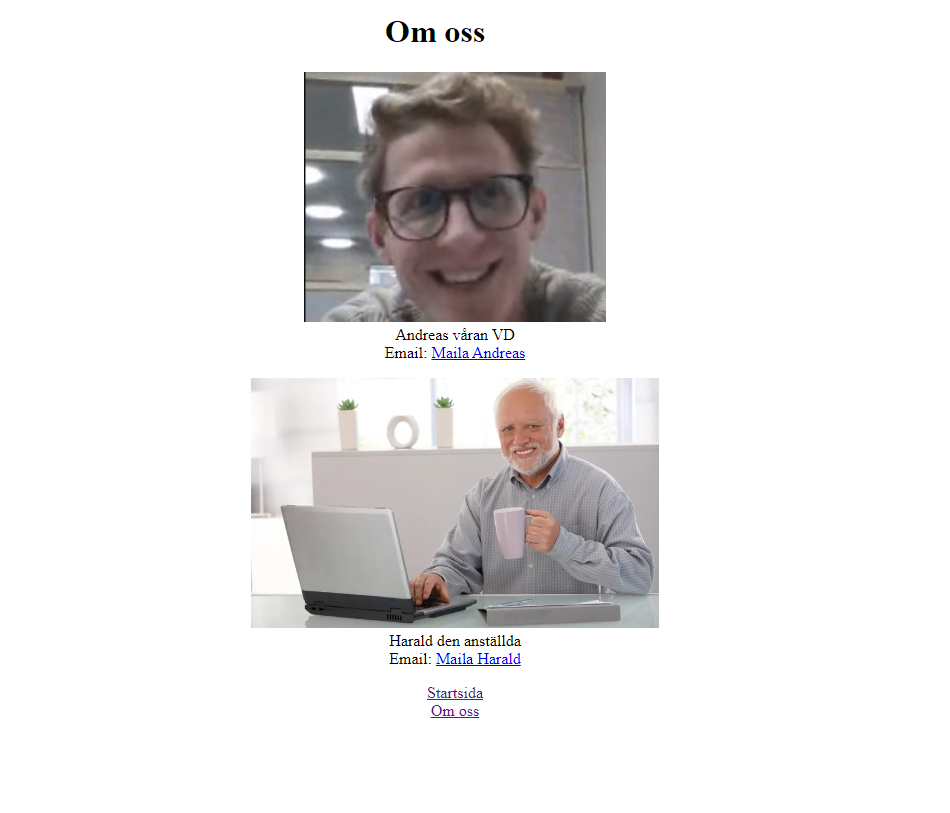 Om oss
Andreas våran VD
Email: Maila Andreas
Harald den anställda
Email: Maila Harald
Startsida
Om oss